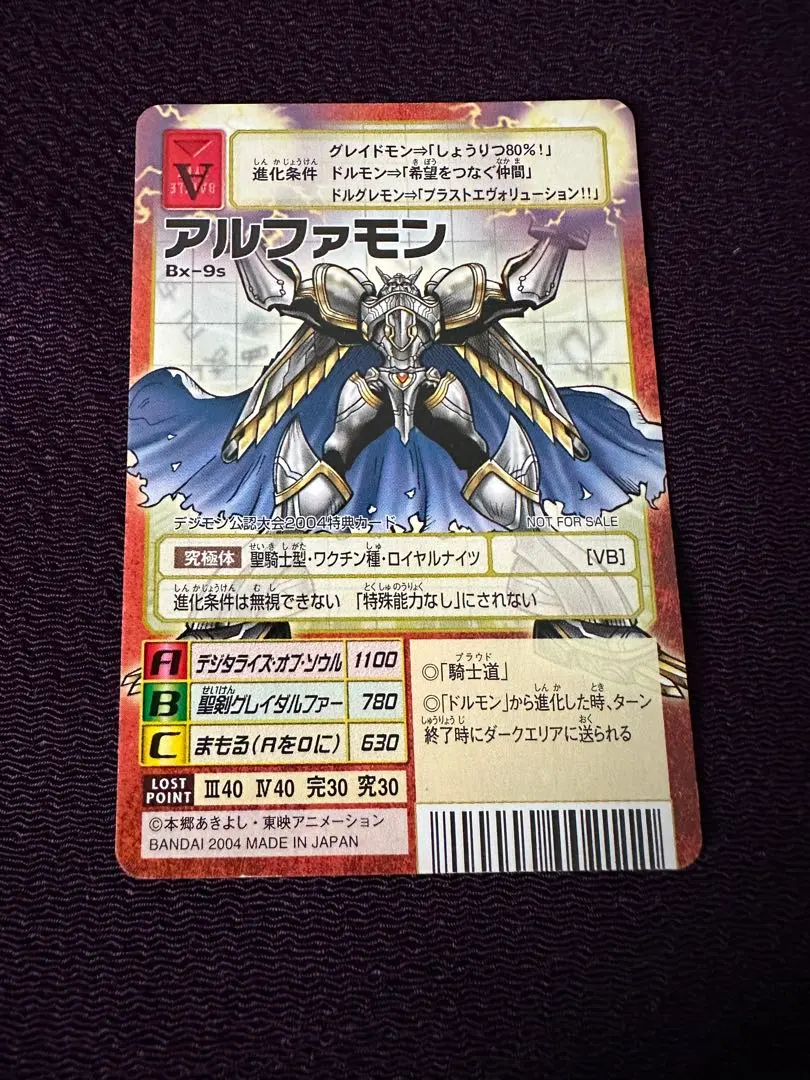 グレイドモン⇒「しょうりつ80%!」
進化条件 ドルモン⇒「希望をつなぐ仲間」
ドルグレモン⇒「ブラストエヴォリューション!!」
A
BATTLE
アルファモン
Bx-9s
デジモン公認大会2004特典カード NOT FOR SALE
究極体 聖騎士型・ワクチン種・ロイヤルナイツ [VB]
進化条件は無視できない 「特殊能力なし」にされない
A デジタライズ・オブ・ソウル 1100
B 聖剣グレイダルファー 780
C まもる(Aを0に) 630
LOST POINT Ⅲ40 Ⅳ40 完30 究30
◎「騎士道」
◎「ドルモン」から進化した時、ターン
終了時にダークエリアに送られる
©本郷あきよし・東映アニメーション
BANDAI 2004 MADE IN JAPAN